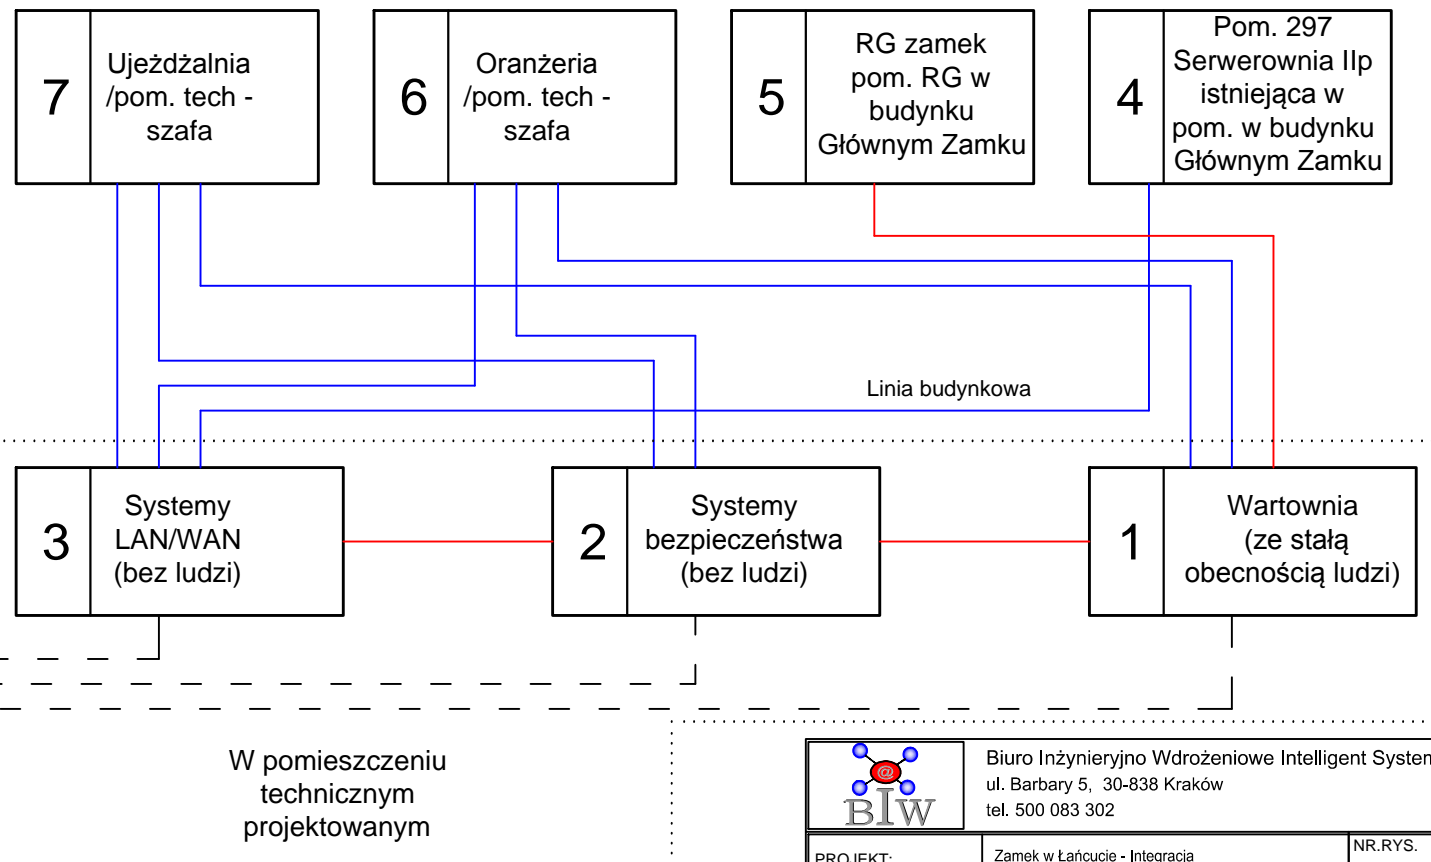 7
Ujeżdżalnia
/pom. tech -
szafa
6
Oranżeria
/pom. tech -
szafa
5
RG zamek
pom. RG w
budynku
Głównym Zamku
4
Pom. 297
Serwerownia IIp
istniejąca w
pom. w budynku
Głównym Zamku
Linia budynkowa
3
Systemy
LAN/WAN
(bez ludzi)
2
Systemy
bezpieczeństwa
(bez ludzi)
1
Wartownia
(ze stałą
obecnością ludzi)
W pomieszczeniu
technicznym
projektowanym
@
BIW
Biuro Inżynieryjno Wdrożeniowe Intelligent System
ul. Barbary 5, 30-838 Kraków
tel. 500 083 302
PROJEKT:
Zamek w Łańcucie - Integracja
NR.RYS.